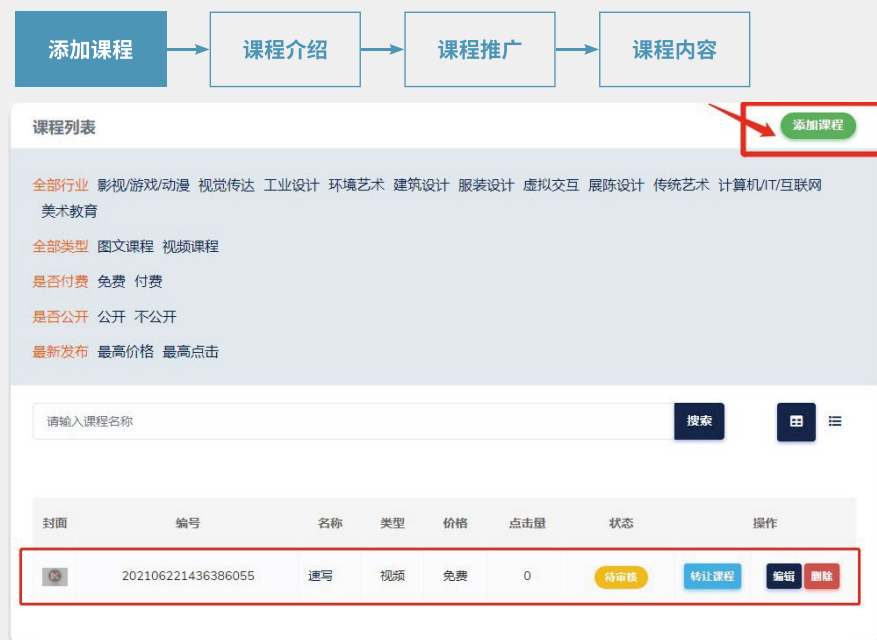 添加课程 课程介绍 课程推广 课程内容
课程列表 添加课程
全部行业 影视/游戏/动漫 视觉传达 工业设计 环境艺术 建筑设计 服装设计 虚拟交互 展陈设计 传统艺术 计算机/IT/互联网
美术教育
全部类型 图文课程 视频课程
是否付费 免费 付费
是否公开 公开 不公开
最新发布 最高价格 最高点击
请输入课程名称 搜索
封面 编号 名称 类型 价格 点击量 状态 操作
202106221436386055 速写 视频 免费 0 待审核 转让课程 编辑 删除